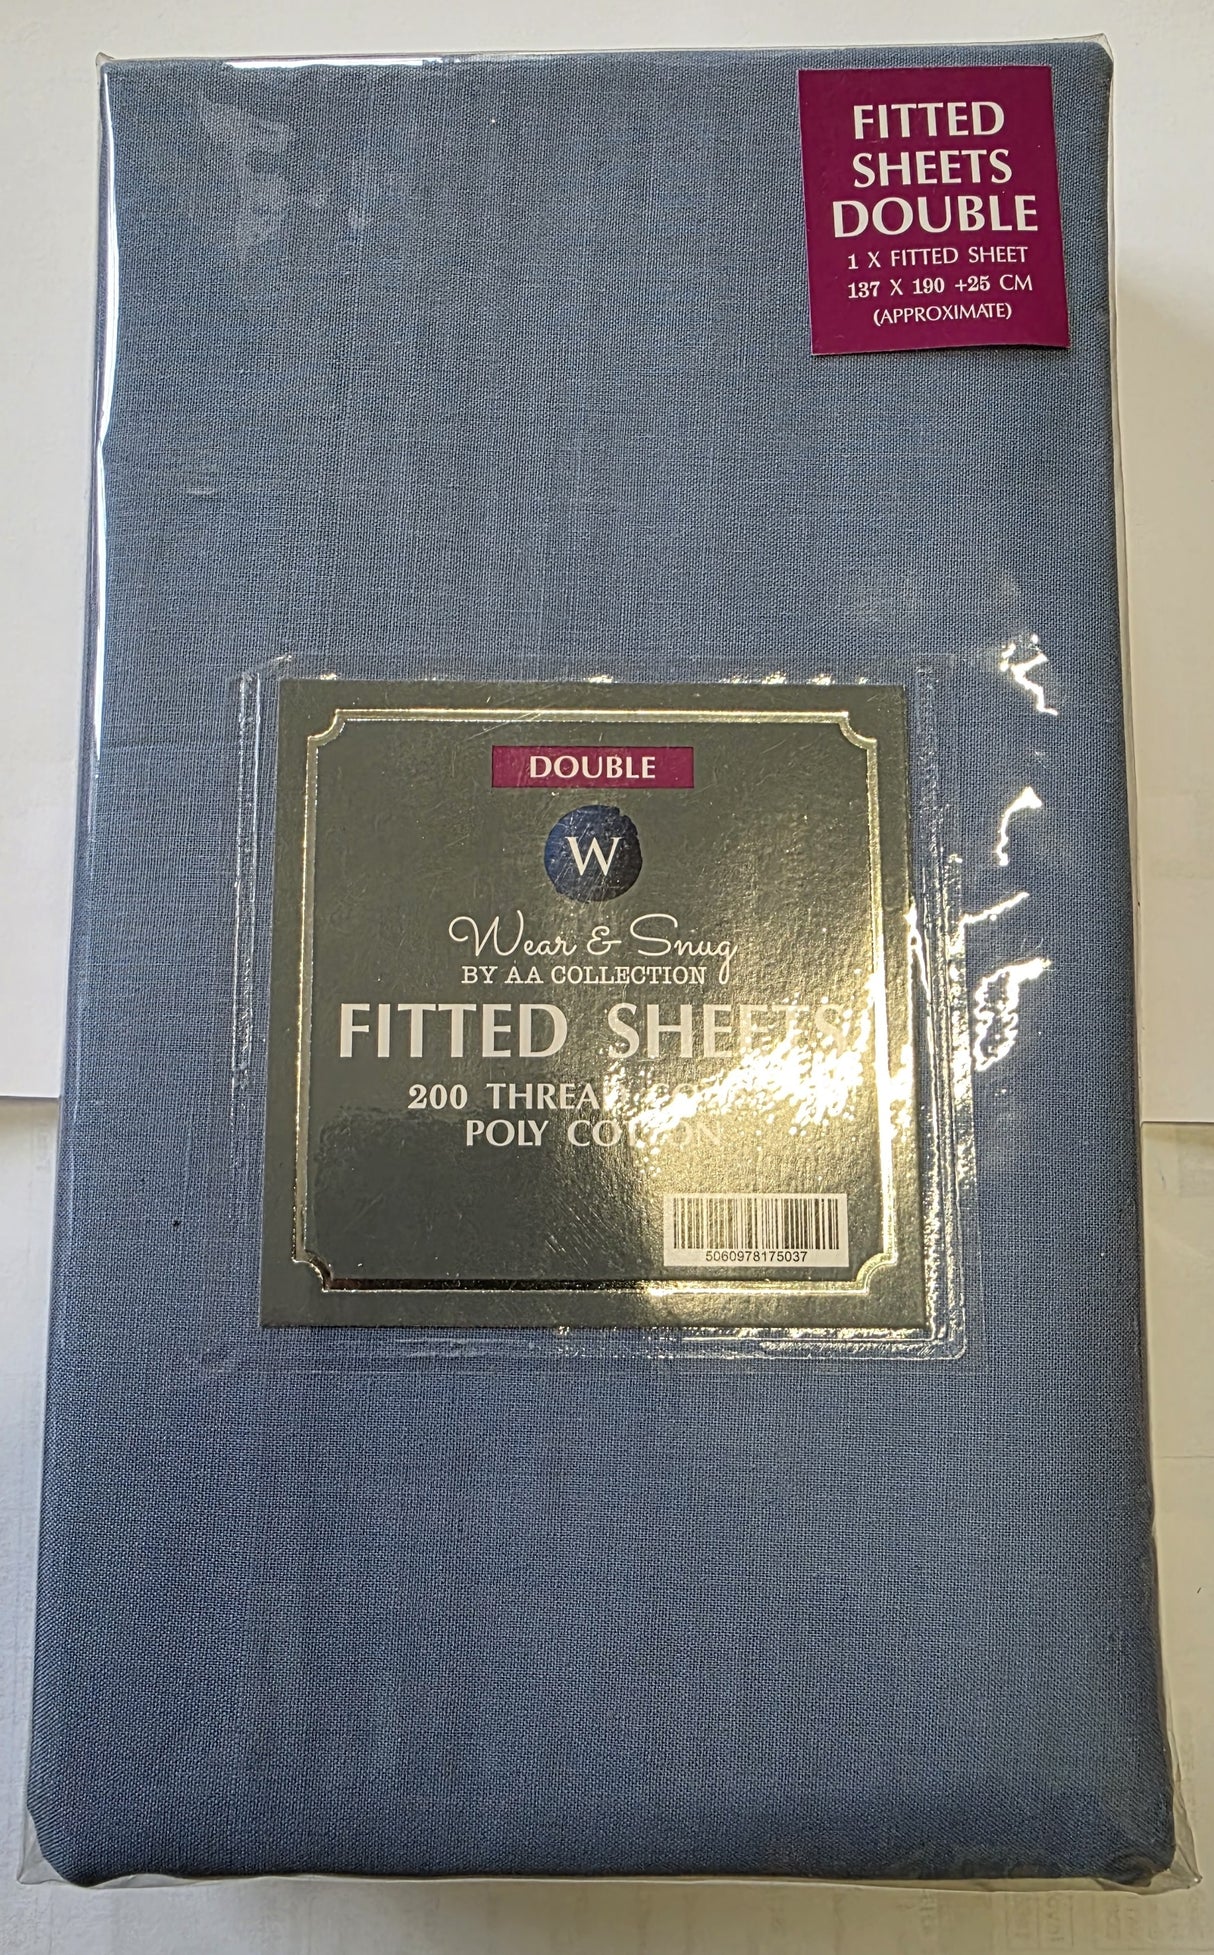 FITTED
SHEETS
DOUBLE
1 X FITTED SHEET
137 X 190 +25 CM
(APPROXIMATE)
DOUBLE
W
Wear & Snug
BY AA COLLECTION
FITTED SHEETS
200 THREAD
POLY COTTON
5060978175037